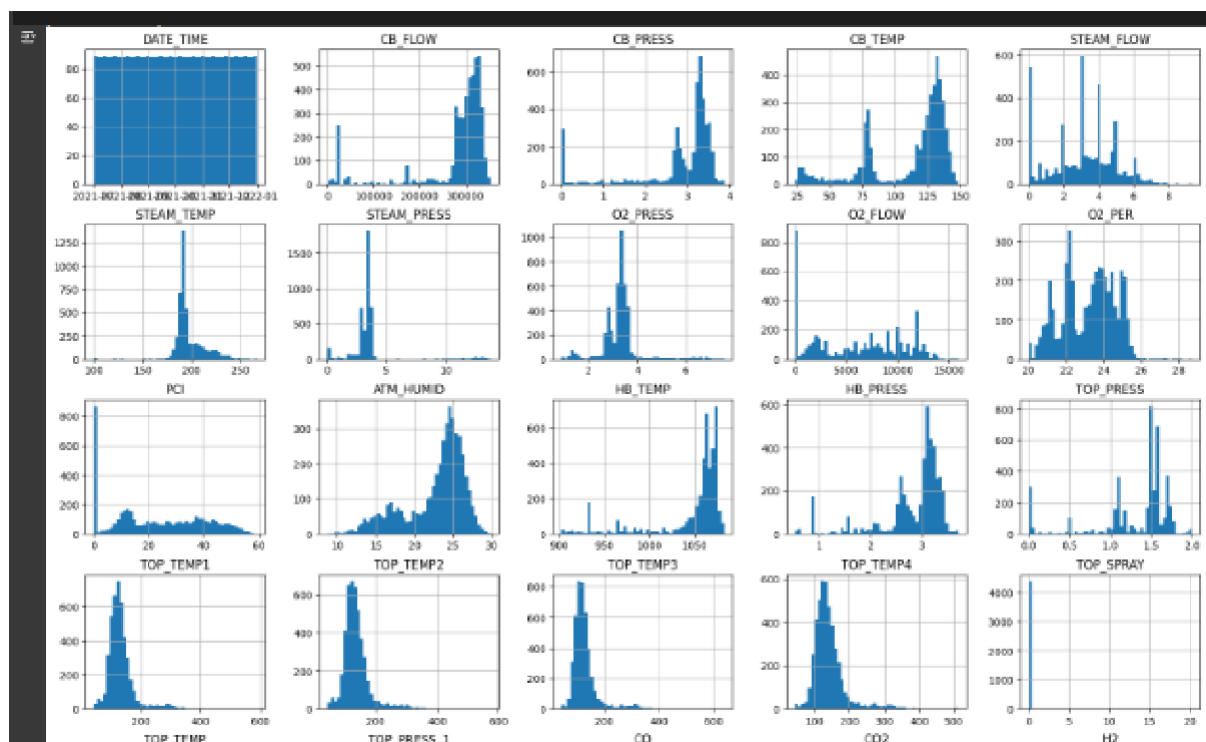 DATE_TIME CB_FLOW CB_PRESS CB_TEMP STEAM_FLOW
80 500 600 400 600
60 400 400 300 400
40 300 200 200 200
20 200 0 100 0
0 100 0
0
0 100000 200000 300000 0 1 2 3 4 25 50 75 100 125 150 0 2 4 6 8
STEAM_TEMP STEAM_PRESS O2_PRESS O2_FLOW O2_PER
1250 1500 1000 800 300
1000 1000 800 600 200
750 500 600 400 100
500 0 400 200 0
250 200 0
0 0
100 150 200 250 0 5 10 2 4 6 0 5000 10000 15000 20 22 24 26 28
PCI ATM_HUMID HB_TEMP HB_PRESS TOP_PRESS
800 300 600 600 800
600 200 400 400 600
400 100 200 200 400
200 0 0 0 200
0 0
0 20 40 60 10 15 20 25 30 900 950 1000 1050 1 2 3 0.0 0.5 1.0 1.5 2.0
TOP_TEMP1 TOP_TEMP2 TOP_TEMP3 TOP_TEMP4 TOP_SPRAY
600 600 800 600 4000
400 400 600 400 3000
200 200 400 200 2000
0 0 200 0 1000
0 0
200 400 600 200 400 600 200 400 600 100 200 300 400 500 0 5 10 15 20
TOP_TEMP TOP_PRESS_1 CO CO2 H2